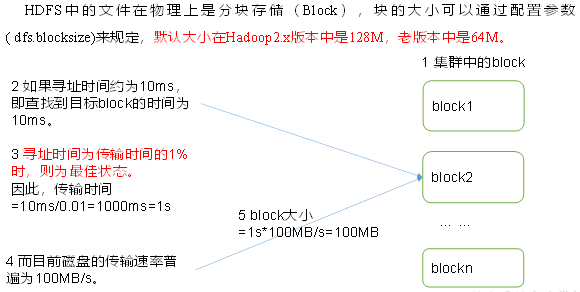 HDFS中的文件在物理上是分块存储（Block），块的大小可以通过配置参数
( dfs.blocksize)来规定，默认大小在Hadoop2.x版本中是128M，老版本中是64M。
1 集群中的block
2 如果寻址时间约为10ms，
即查找到目标block的时间为
10ms。
block1
3 寻址时间为传输时间的1%
时，则为最佳状态。
因此，传输时间
=10ms/0.01=1000ms=1s
block2
5 block大小
=1s*100MB/s=100MB
... ...
4 而目前磁盘的传输速率普
遍为100MB/s。
blockn